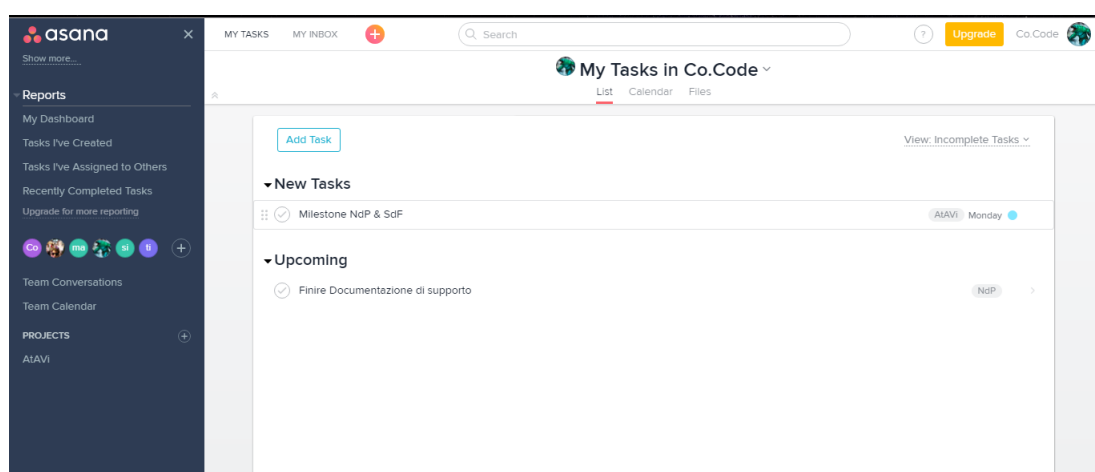 asana
Show more...
Reports
My Dashboard
Tasks I've Created
Tasks I've Assigned to Others
Recently Completed Tasks
Upgrade for more reporting
Co ma si ti
Team Conversations
Team Calendar
PROJECTS
AtAVi
MY TASKS MY INBOX Search ? Upgrade Co.Code
My Tasks in Co.Code
List Calendar Files
Add Task View: Incomplete Tasks
New Tasks
Milestone NdP & SdF AtAVi Monday
Upcoming
Finire Documentazione di supporto NdP